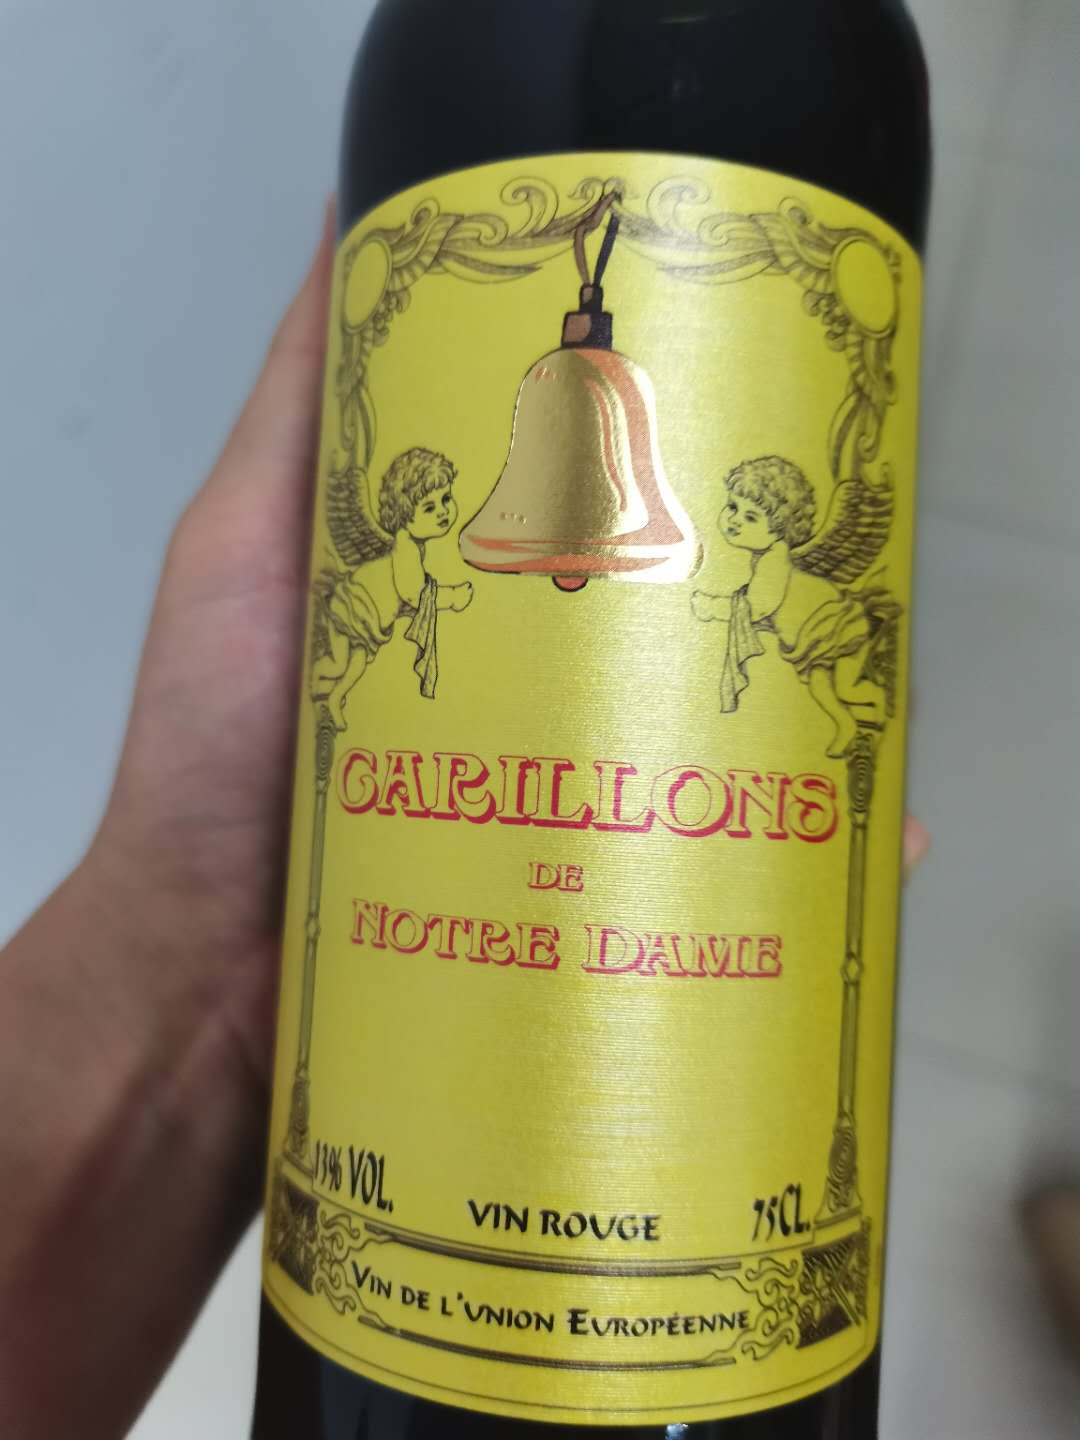 CARILLONS
DE
NOTRE DAME
13% VOL.
VIN ROUGE
75CL.
VIN DE L'UNION EUROPÉENNE